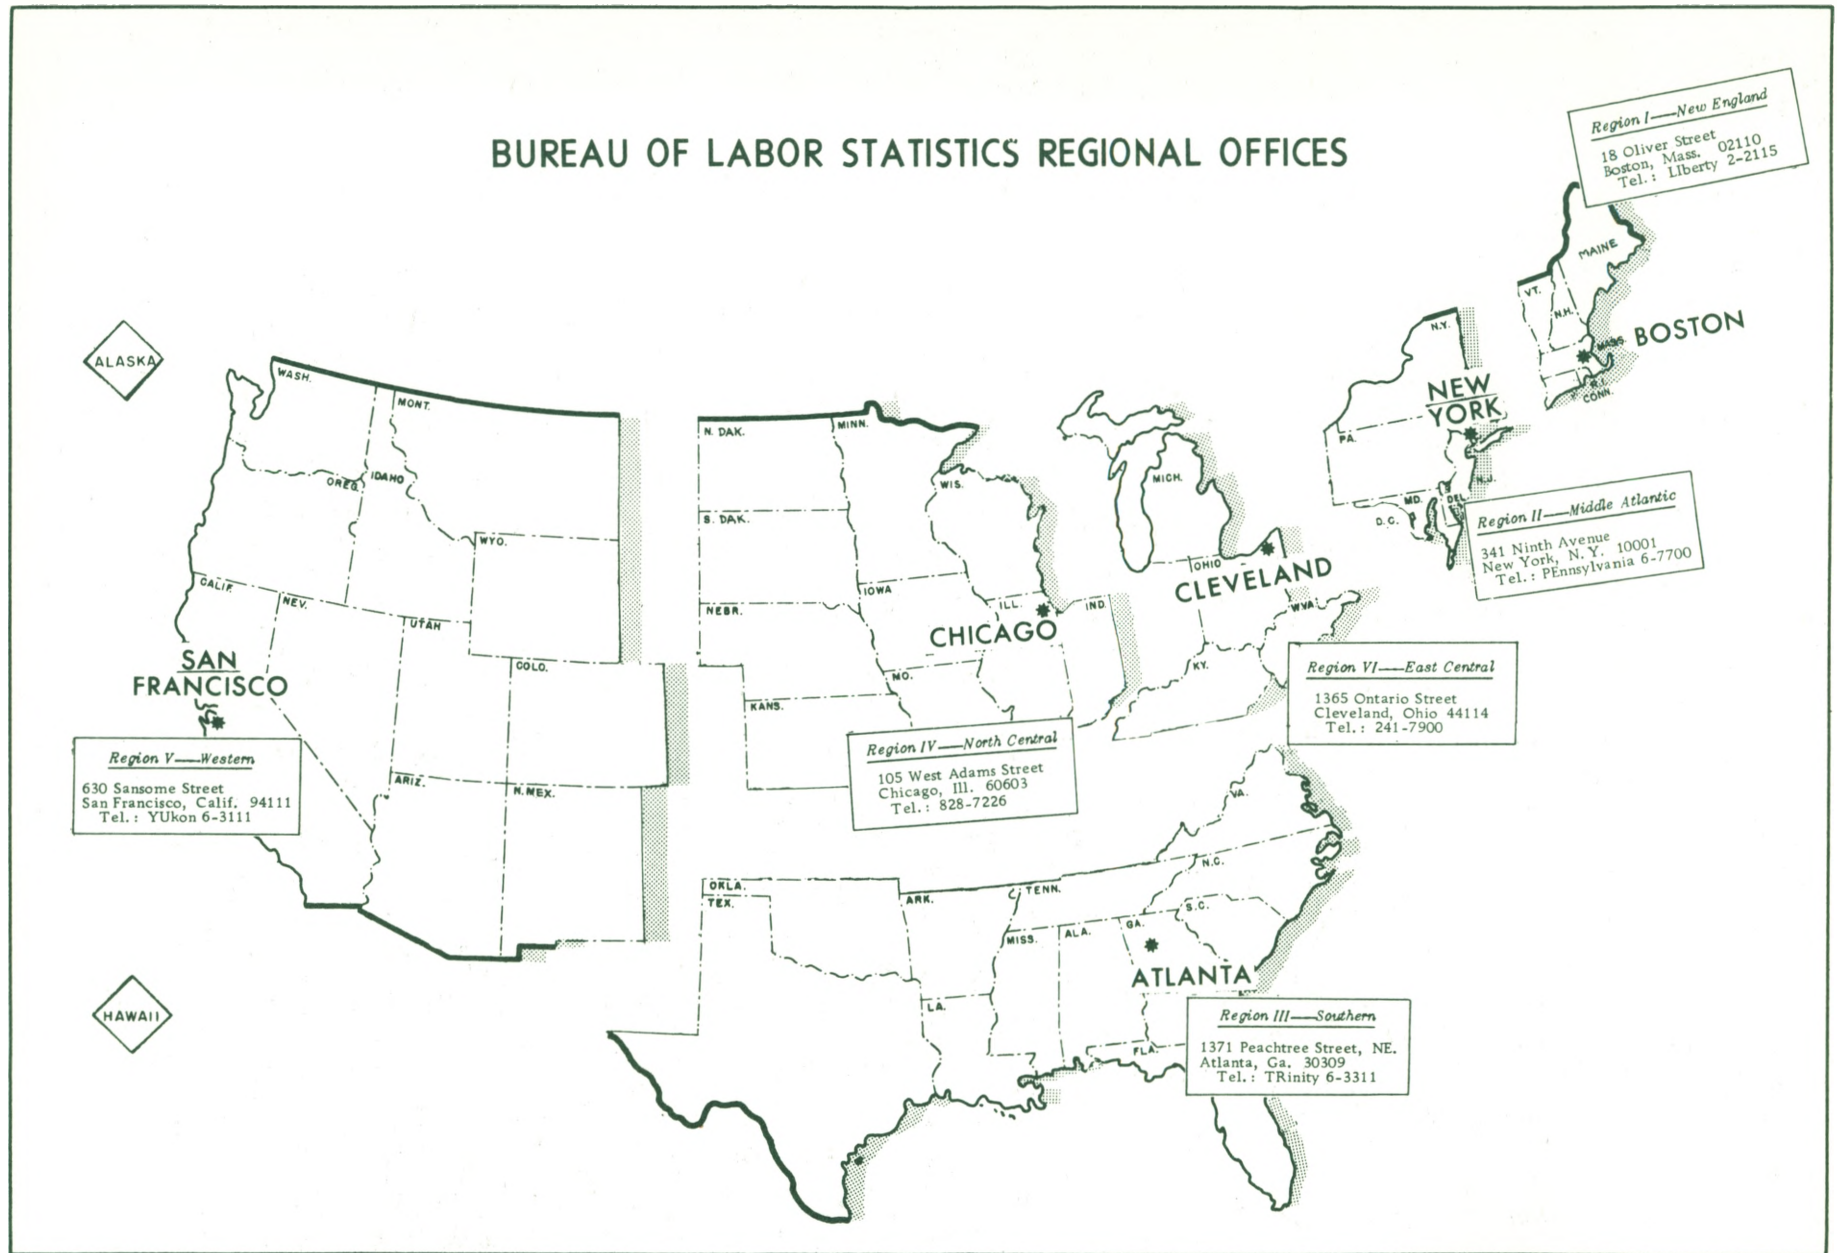 BUREAU OF LABOR STATISTICS REGIONAL OFFICES
Region I—New England
18 Oliver Street
Boston, Mass. 02110
Tel.: LIberty 2-2115
MAINE
VT.
N.H.
MASS.
BOSTON
R.I.
CONN.
N.Y.
NEW
YORK
PA.
N.J.
MD.
DEL.
D.C.
Region II—Middle Atlantic
341 Ninth Avenue
New York, N.Y. 10001
Tel.: PEnnsylvania 6-7700
ALASKA
WASH.
MONT.
OREG.
IDAHO
WYO.
CALIF.
NEV.
UTAH
COLO.
SAN
FRANCISCO
ARIZ.
N.MEX.
Region V—Western
630 Sansome Street
San Francisco, Calif. 94111
Tel.: YUkon 6-3111
HAWAII
N. DAK.
MINN.
WIS.
S. DAK.
IOWA
NEBR.
ILL.
IND.
CHICAGO
MO.
KANS.
Region IV—North Central
105 West Adams Street
Chicago, Ill. 60603
Tel.: 828-7226
MICH.
OHIO
CLEVELAND
W.VA.
KY.
Region VI—East Central
1365 Ontario Street
Cleveland, Ohio 44114
Tel.: 241-7900
VA.
N.C.
OKLA.
TEX.
ARK.
TENN.
S.C.
MISS.
ALA.
GA.
ATLANTA
LA.
FLA.
Region III—Southern
1371 Peachtree Street, NE.
Atlanta, Ga. 30309
Tel.: TRinity 6-3311